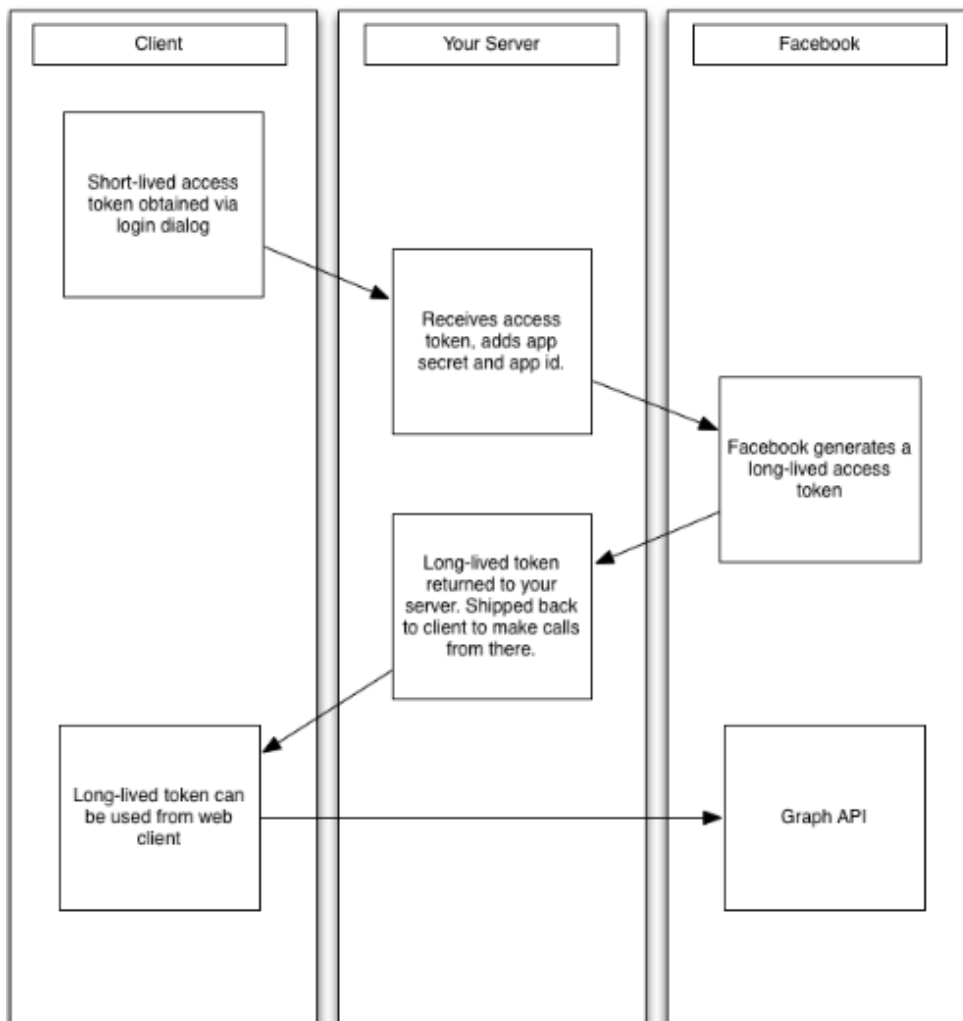 Client
Your Server
Facebook
Short-lived access
token obtained via
login dialog
Receives access
token, adds app
secret and app id.
Facebook generates a
long-lived access
token
Long-lived token
returned to your
server. Shipped back
to client to make calls
from there.
Long-lived token can
be used from web
client
Graph API